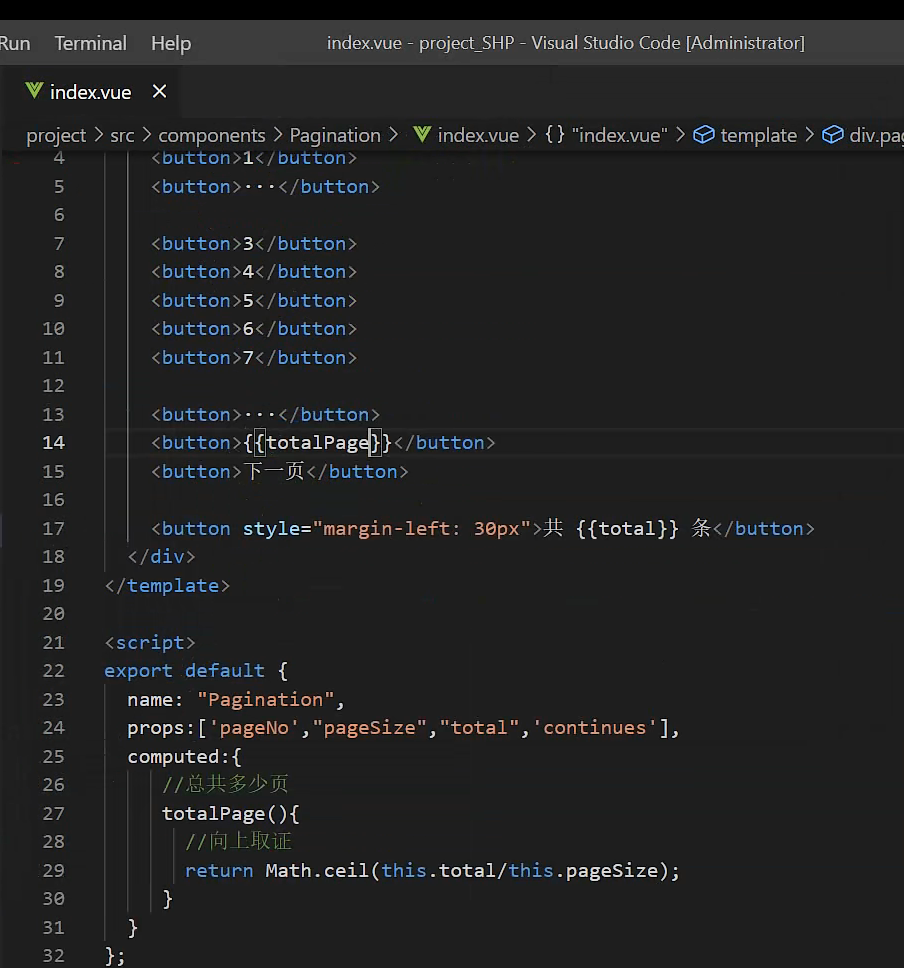 Run Terminal Help index.vue - project_SHP - Visual Studio Code [Administrator]
index.vue ×
project > src > components > Pagination > index.vue > {} "index.vue" > template > div.pag
4 <button>1</button>
5 <button>···</button>
6
7 <button>3</button>
8 <button>4</button>
9 <button>5</button>
10 <button>6</button>
11 <button>7</button>
12
13 <button>···</button>
14 <button>{{totalPage}}</button>
15 <button>下一页</button>
16
17 <button style="margin-left: 30px">共 {{total}} 条</button>
18 </div>
19 </template>
20
21 <script>
22 export default {
23 name: "Pagination",
24 props:['pageNo',"pageSize","total",'continues'],
25 computed:{
26 //总共多少页
27 totalPage(){
28 //向上取证
29 return Math.ceil(this.total/this.pageSize);
30 }
31 }
32 };